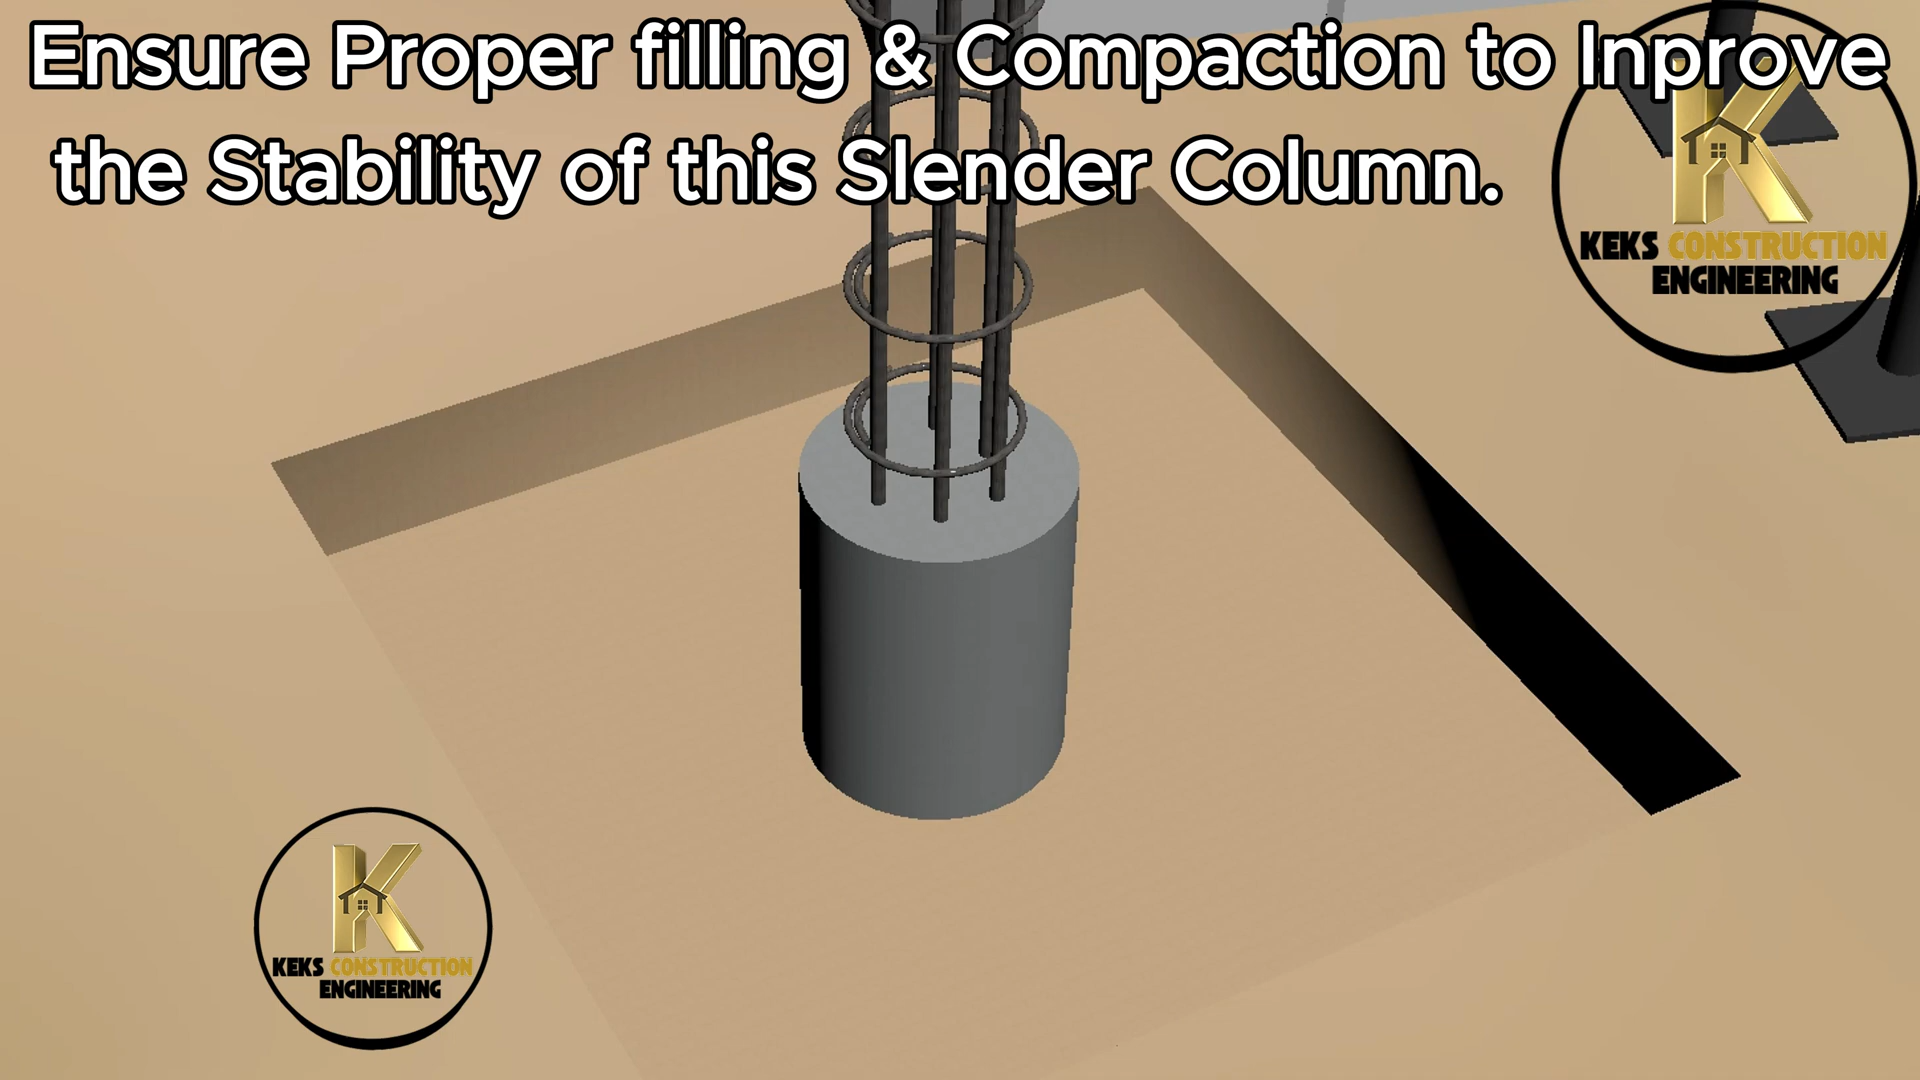 Ensure Proper filling & Compaction to Inprove
the Stability of this Slender Column.
K
KEKS CONSTRUCTION
ENGINEERING
K
KEKS CONSTRUCTION
ENGINEERING